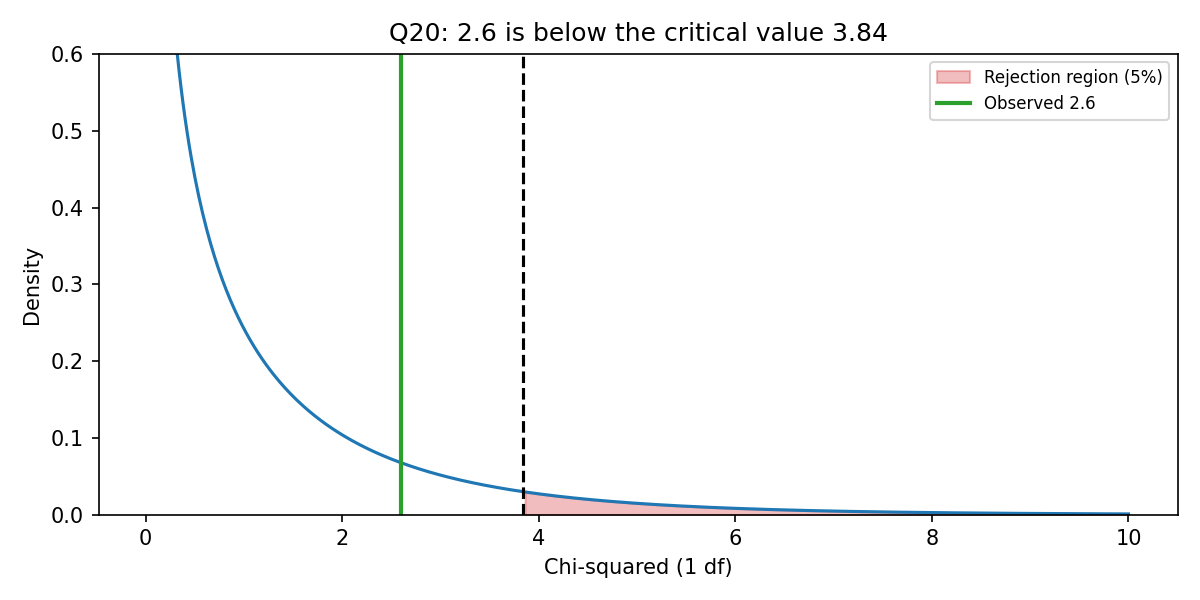 Q20: 2.6 is below the critical value 3.84
Rejection region (5%)
Observed 2.6
Density
0.6
0.5
0.4
0.3
0.2
0.1
0.0
0 2 4 6 8 10
Chi-squared (1 df)